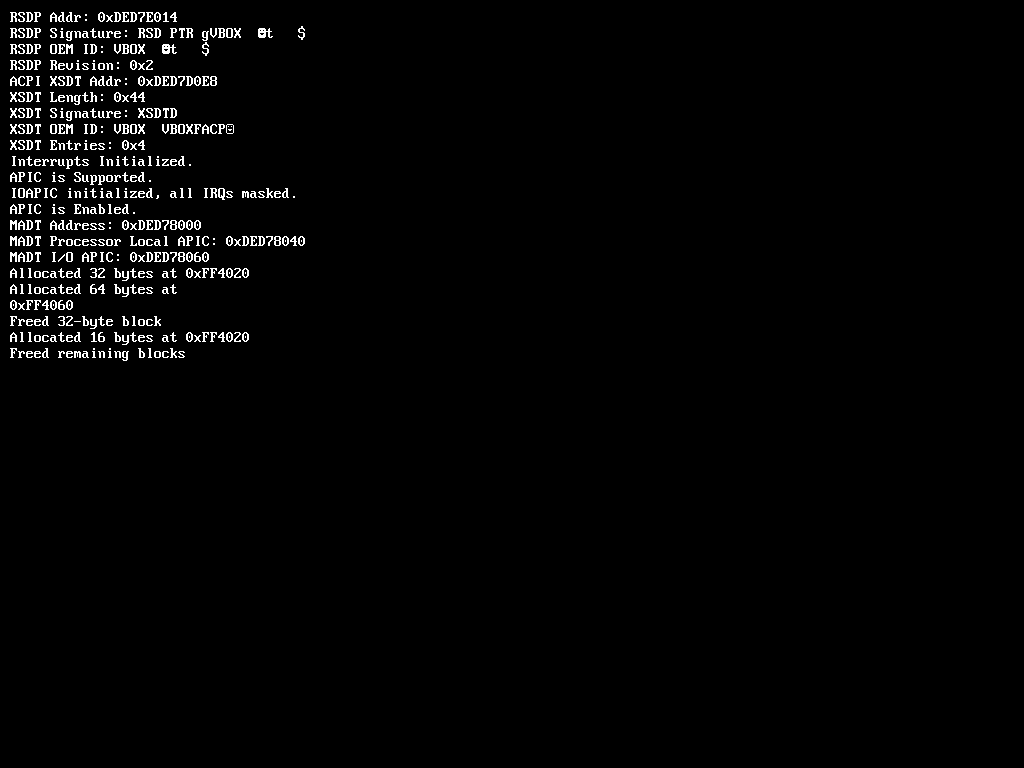 RSDP Addr: 0xDED7E014
RSDP Signature: RSD PTR gVBOX  ☻t   $
RSDP OEM ID: VBOX  ☻t   $
RSDP Revision: 0x2
ACPI XSDT Addr: 0xDED7D0E8
XSDT Length: 0x44
XSDT Signature: XSDTD
XSDT OEM ID: VBOX  VBOXFACP☺
XSDT Entries: 0x4
Interrupts Initialized.
APIC is Supported.
IOAPIC initialized, all IRQs masked.
APIC is Enabled.
MADT Address: 0xDED78000
MADT Processor Local APIC: 0xDED78040
MADT I/O APIC: 0xDED78060
Allocated 32 bytes at 0xFF4020
Allocated 64 bytes at
0xFF4060
Freed 32-byte block
Allocated 16 bytes at 0xFF4020
Freed remaining blocks